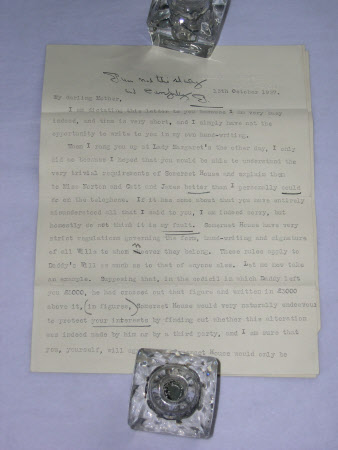 12th October 1937.
My darling Mother,
I am dictating this letter to you because I am very busy
indeed, and time is very short, and I simply have not the
opportunity to write to you in my own hand-writing.
When I rang you up at Lady Margaret's the other day, I only
did so because I hoped that you would be able to understand the
very trivial requirements of Somerset House and explain them
to and and Jones better than I personally could
do on the telephone. If it has come about that you have entirely
misunderstood all that I said to you, I am indeed sorry, but
honestly do not think it is my fault. Somerset House have very
strict regulations governing the form, hand-writing and signature
of all Wills to whomsoever they belong. These rules apply to
Daddy's Will as much as to that of anyone else. Let me take
an example. Supposing that, in the codicil in which Daddy left
you had crossed out that figure and written in
above it, (in figures,) Somerset House would very naturally endeavour
to protect your interests by finding out whether this alteration
was indeed made by him or by a third party, and I am sure that
you, yourself, will House would only be